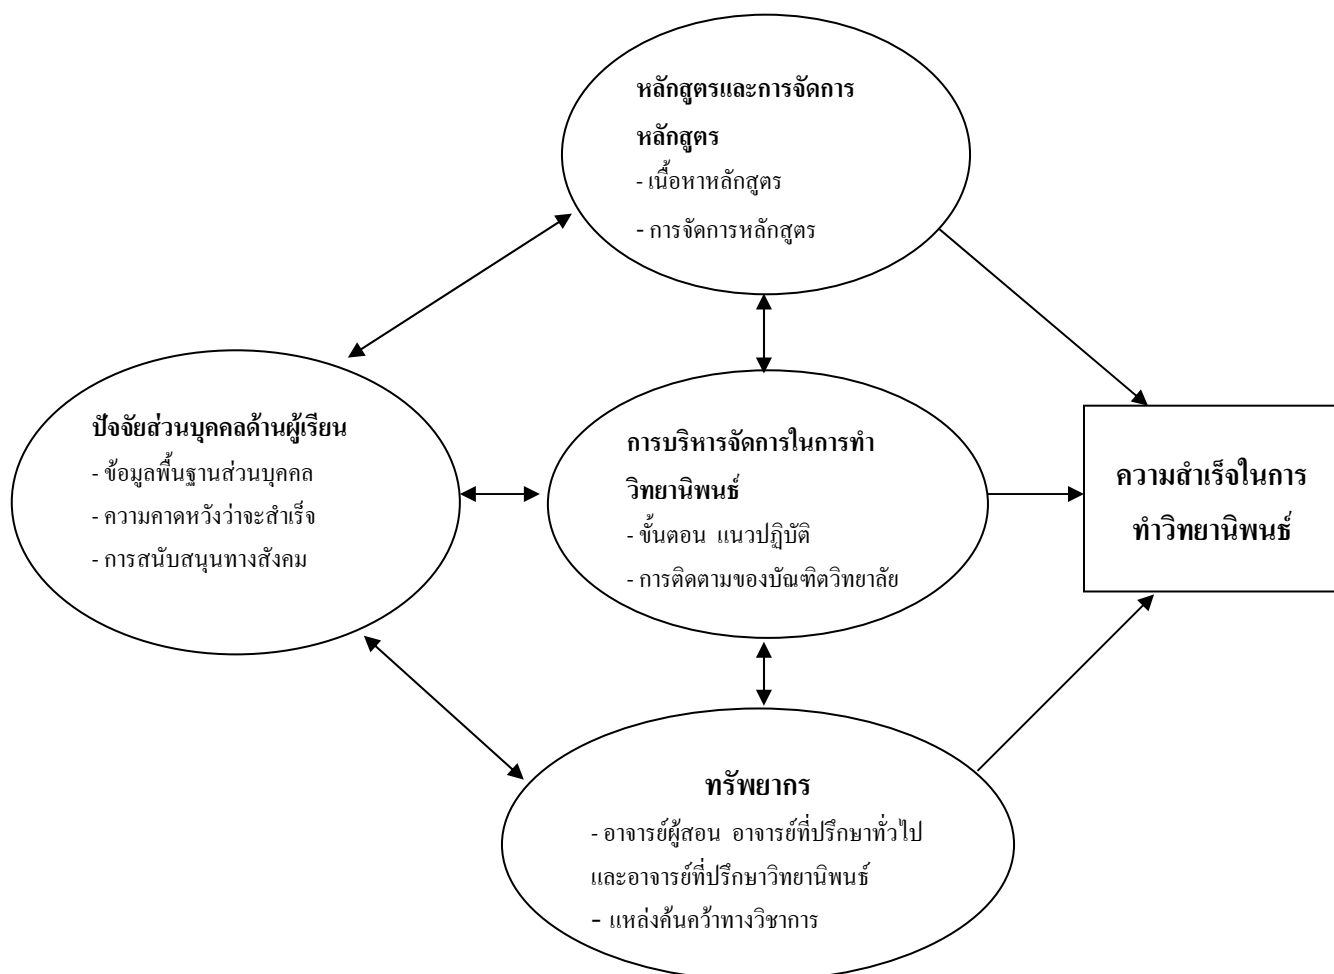 หลักสูตรและการจัดการ
หลักสูตร
- เนื้อหาหลักสูตร
- การจัดการหลักสูตร
ปัจจัยส่วนบุคคลด้านผู้เรียน
- ข้อมูลพื้นฐานส่วนบุคคล
- ความคาดหวังว่าจะสำเร็จ
- การสนับสนุนทางสังคม
การบริหารจัดการในการทำ
วิทยานิพนธ์
- ขั้นตอน แนวปฏิบัติ
- การติดตามของบัณฑิตวิทยาลัย
ความสำเร็จในการ
ทำวิทยานิพนธ์
ทรัพยากร
- อาจารย์ผู้สอน อาจารย์ที่ปรึกษาทั่วไป
และอาจารย์ที่ปรึกษาวิทยานิพนธ์
- แหล่งค้นคว้าทางวิชาการ